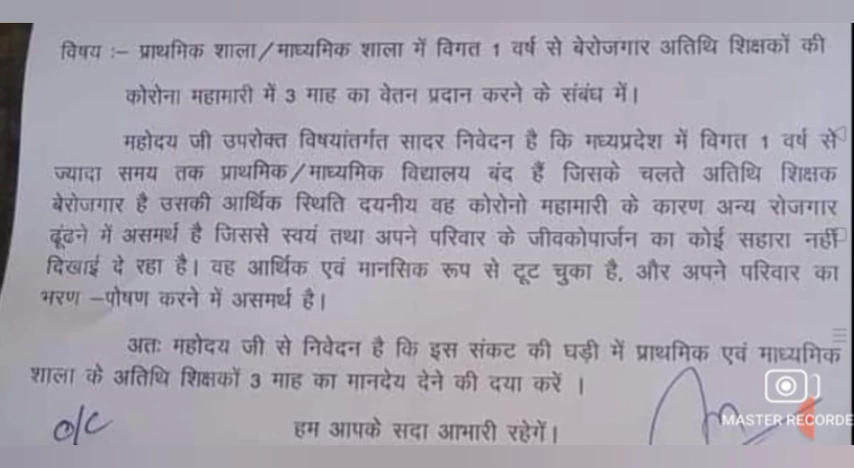 विषय :– प्राथमिक शाला/माध्यमिक शाला में विगत 1 वर्ष से बेरोजगार अतिथि शिक्षकों की
कोरोना महामारी में 3 माह का वेतन प्रदान करने के संबंध में।
महोदय जी उपरोक्त विषयांतर्गत सादर निवेदन है कि मध्यप्रदेश में विगत 1 वर्ष से
ज्यादा समय तक प्राथमिक/माध्यमिक विद्यालय बंद हैं जिसके चलते अतिथि शिक्षक
बेरोजगार है उसकी आर्थिक स्थिति दयनीय वह कोरोनो महामारी के कारण अन्य रोजगार
ढूंढने में असमर्थ है जिससे स्वयं तथा अपने परिवार के जीवकोपार्जन का कोई सहारा नहीं
दिखाई दे रहा है। वह आर्थिक एवं मानसिक रूप से टूट चुका है, और अपने परिवार का
भरण –पोषण करने में असमर्थ है।
अतः महोदय जी से निवेदन है कि इस संकट की घड़ी में प्राथमिक एवं माध्यमिक
शाला के अतिथि शिक्षकों 3 माह का मानदेय देने की दया करें ।
o/c
हम आपके सदा आभारी रहेगें।
MASTER RECORDE